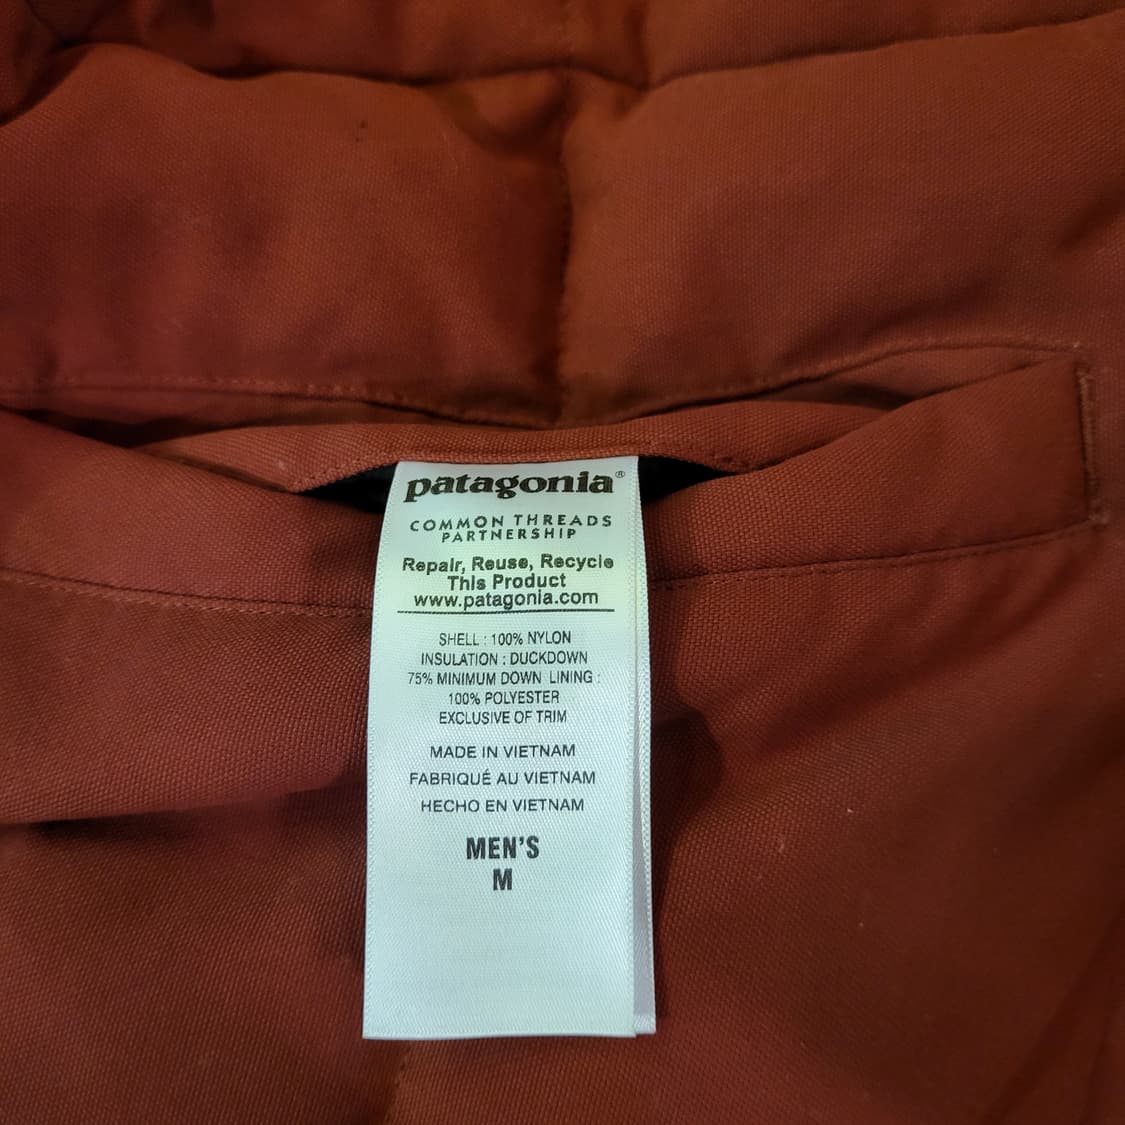 patagonia®
COMMON THREADS
PARTNERSHIP
Repair, Reuse, Recycle
This Product
www.patagonia.com
SHELL : 100% NYLON
INSULATION : DUCKDOWN
75% MINIMUM DOWN LINING :
100% POLYESTER
EXCLUSIVE OF TRIM
MADE IN VIETNAM
FABRIQUÉ AU VIETNAM
HECHO EN VIETNAM
MEN'S
M